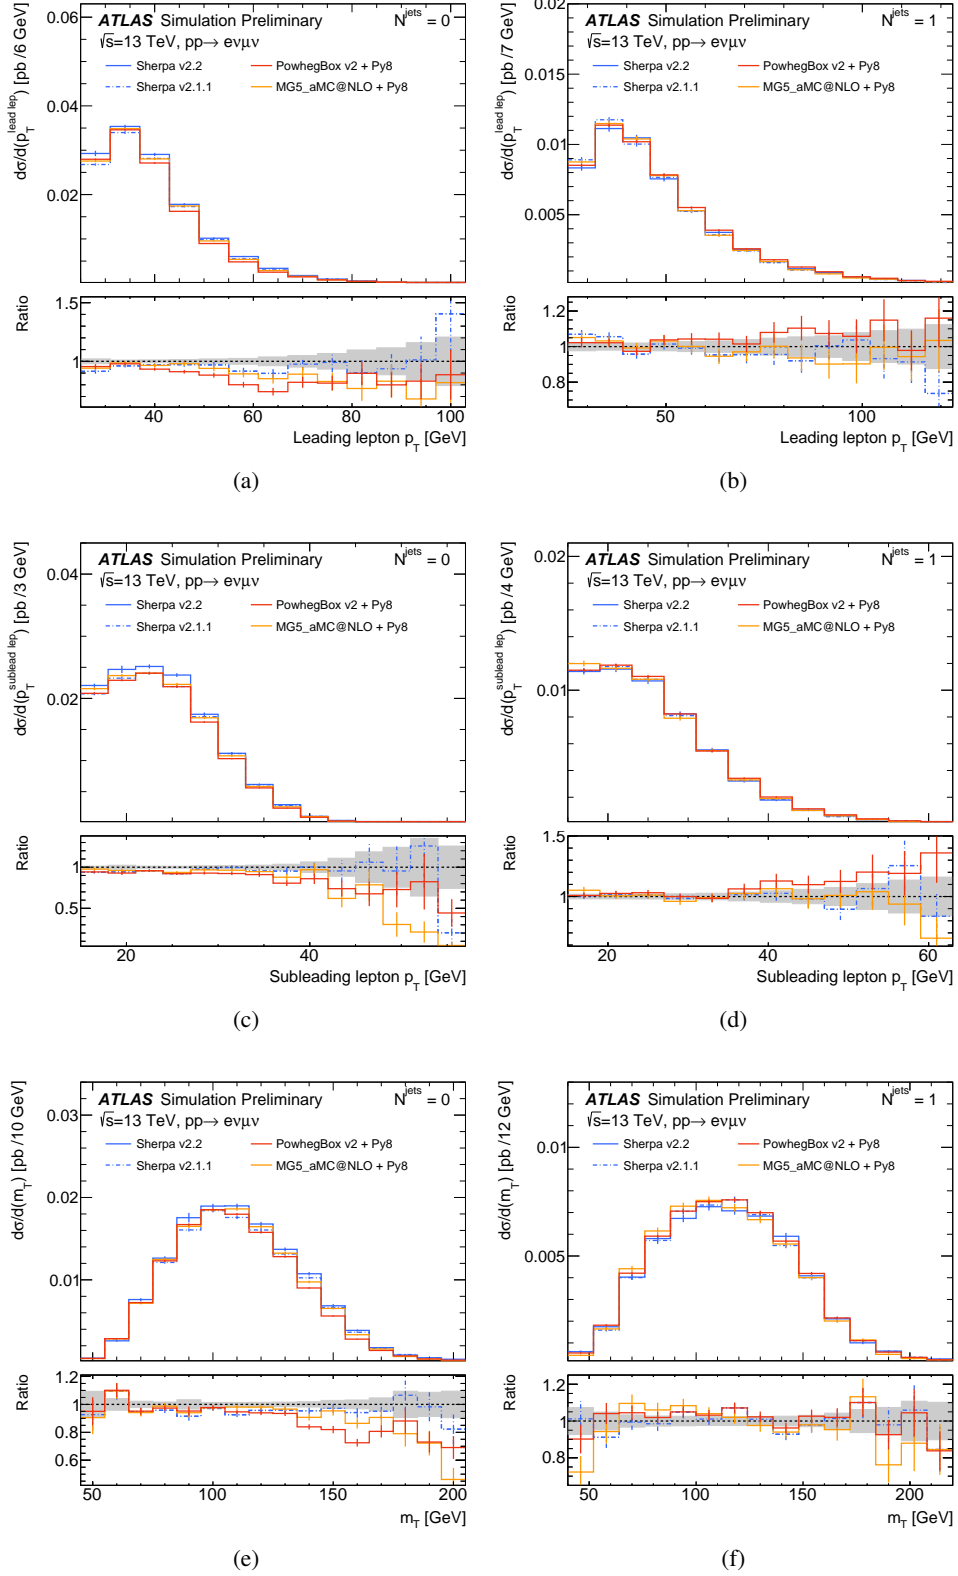 0.06
0.04
0.02
dσ/d(p_T^lead lep) [pb /6 GeV]
ATLAS Simulation Preliminary
N^jets = 0
√s=13 TeV, pp→ eνμν
Sherpa v2.2
PowhegBox v2 + Py8
Sherpa v2.1.1
MG5_aMC@NLO + Py8
Ratio
1.5
1
40 60 80 100
Leading lepton p_T [GeV]
(a)
0.02
0.015
0.01
0.005
dσ/d(p_T^lead lep) [pb /7 GeV]
ATLAS Simulation Preliminary
N^jets = 1
√s=13 TeV, pp→ eνμν
Sherpa v2.2
PowhegBox v2 + Py8
Sherpa v2.1.1
MG5_aMC@NLO + Py8
Ratio
1.2
1
0.8
50 100
Leading lepton p_T [GeV]
(b)
0.04
0.02
dσ/d(p_T^sublead lep) [pb /3 GeV]
ATLAS Simulation Preliminary
N^jets = 0
√s=13 TeV, pp→ eνμν
Sherpa v2.2
PowhegBox v2 + Py8
Sherpa v2.1.1
MG5_aMC@NLO + Py8
Ratio
1
0.5
20 40
Subleading lepton p_T [GeV]
(c)
0.02
0.01
dσ/d(p_T^sublead lep) [pb /4 GeV]
ATLAS Simulation Preliminary
N^jets = 1
√s=13 TeV, pp→ eνμν
Sherpa v2.2
PowhegBox v2 + Py8
Sherpa v2.1.1
MG5_aMC@NLO + Py8
Ratio
1.5
1
20 40 60
Subleading lepton p_T [GeV]
(d)
0.03
0.02
0.01
dσ/d(m_T) [pb /10 GeV]
ATLAS Simulation Preliminary
N^jets = 0
√s=13 TeV, pp→ eνμν
Sherpa v2.2
PowhegBox v2 + Py8
Sherpa v2.1.1
MG5_aMC@NLO + Py8
Ratio
1.2
1
0.8
0.6
50 100 150 200
m_T [GeV]
(e)
0.01
0.005
dσ/d(m_T) [pb /12 GeV]
ATLAS Simulation Preliminary
N^jets = 1
√s=13 TeV, pp→ eνμν
Sherpa v2.2
PowhegBox v2 + Py8
Sherpa v2.1.1
MG5_aMC@NLO + Py8
Ratio
1.2
1
0.8
50 100 150 200
m_T [GeV]
(f)